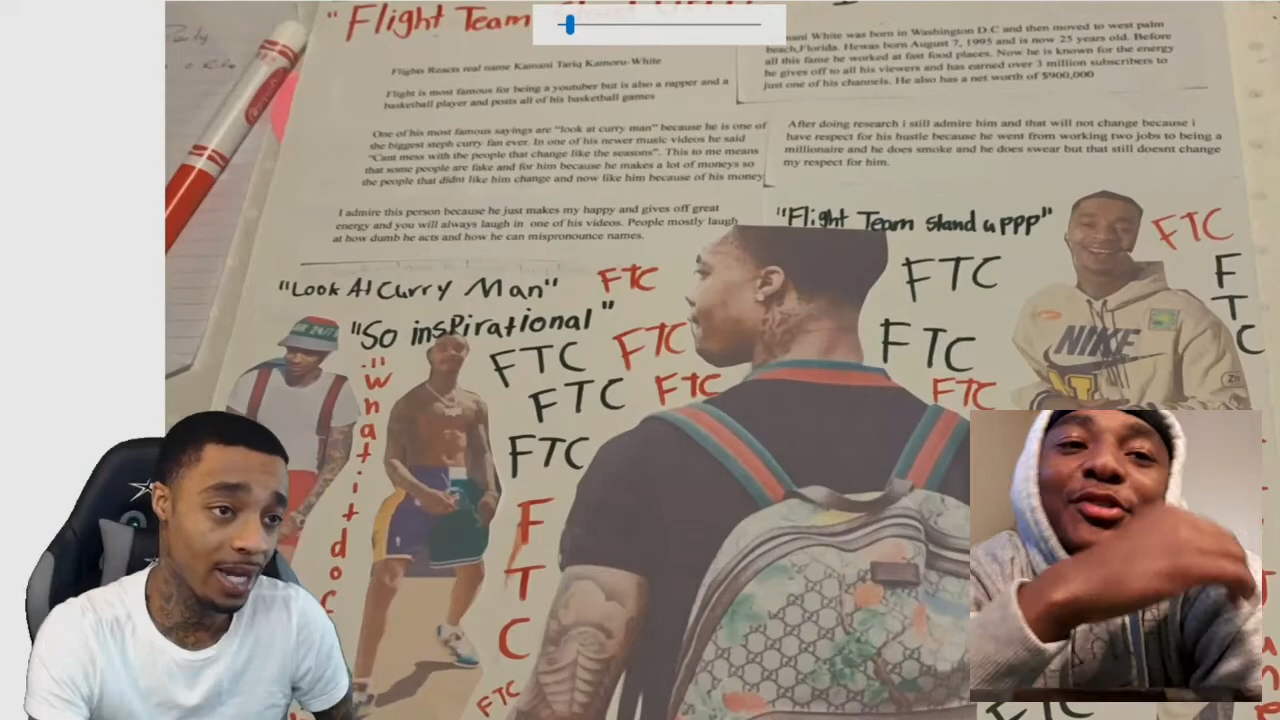 "Flight Team
Flights Reacts real name Kamani Tariq Kamoru-White
Flight is most famous for being a youtuber but is also a rapper and a
basketball player and posts all of his basketball games
One of his most famous sayings are "look at curry man" because he is one of
the biggest steph curry fan ever. In one of his newer music videos he said
"Cant mess with the people that change like the seasons". This to me means
that some people are fake and for him because he makes a lot of moneys so
the people that didnt like him change and now like him because of his money
I admire this person because he just makes my happy and gives off great
energy and you will always laugh in one of his videos. People mostly laugh
at how dumb he acts and how he can mispronounce names.
mani White was born in Washington D.C and then moved to west palm
beach,Florida. Hewas born August 7, 1995 and is now 25 years old. Before
all this fame he worked at fast food places. Now he is known for the energy
he gives off to all his viewers and has earned over 3 million subscribers to
just one of his channels. He also has a net worth of $900,000
After doing research i still admire him and that will not change because i
have respect for his hustle because he went from working two jobs to being a
millionaire and he does smoke and he does swear but that still doesnt change
my respect for him.
"Look At Curry Man"
"So inspirational"
"Flight Team Stand uppp"
FTC
FTC
FTC
FTC
FTC
FTC
FTC
FTC
FTC
FTC
FTC
FTC
FTC
FTC
NIKE